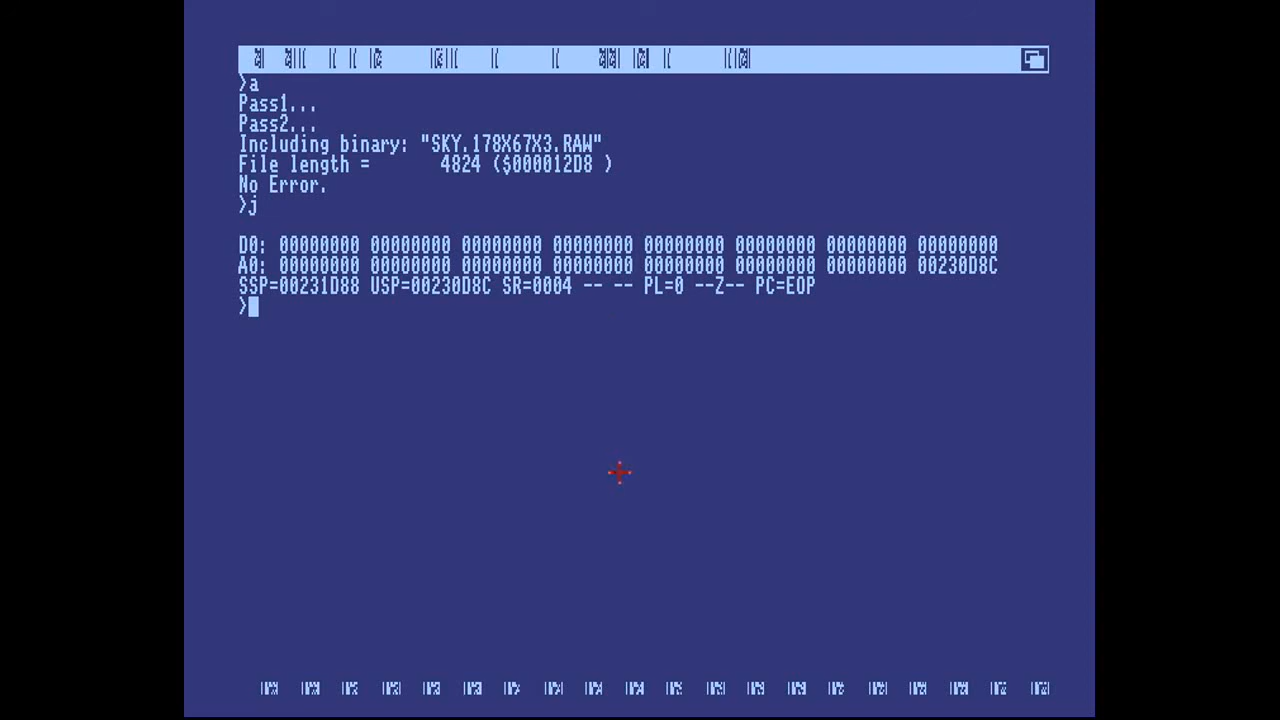 >a
Pass1...
Pass2...
Including binary: "SKY.178X67X3.RAW"
File length =       4824 ($000012D8 )
No Error.
>j
D0: 00000000 00000000 00000000 00000000 00000000 00000000 00000000 00000000
A0: 00000000 00000000 00000000 00000000 00000000 00000000 00000000 00230D8C
SSP=00231D88 USP=00230D8C SR=0004 -- -- PL=0 --Z-- PC=EOP
>